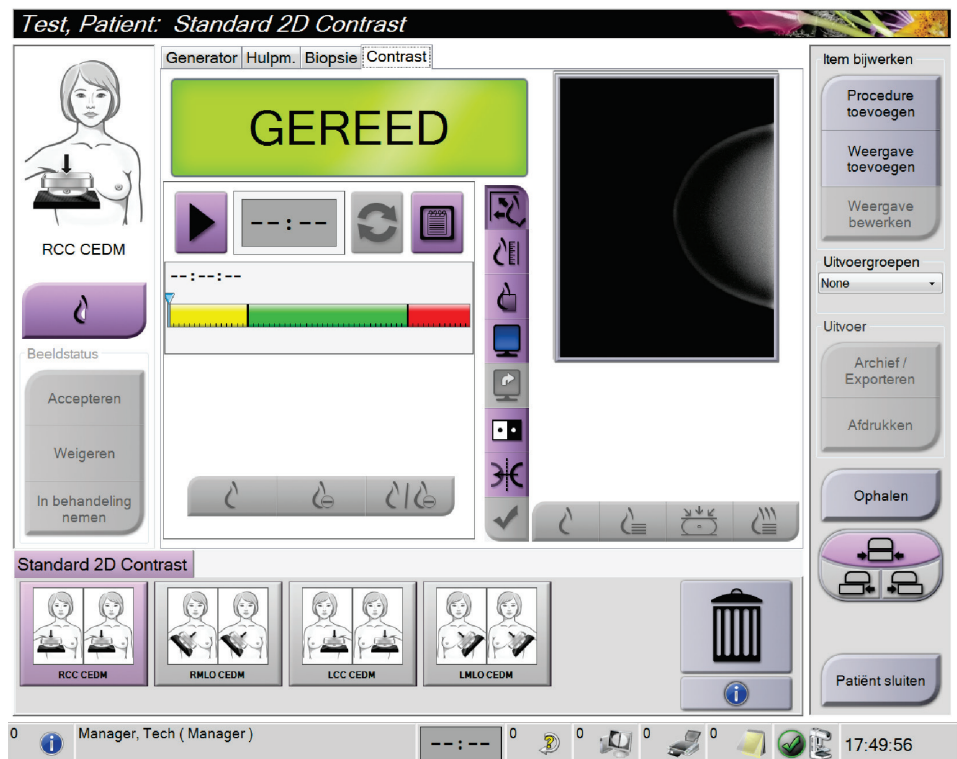 Test, Patient: Standard 2D Contrast
Generator Hulpm. Biopsie Contrast
GEREED
--:--
--:--:--
RCC CEDM
Beeldstatus
Accepteren
Weigeren
In behandeling
nemen
Item bijwerken
Procedure
toevoegen
Weergave
toevoegen
Weergave
bewerken
Uitvoergroepen
None
Uitvoer
Archief /
Exporteren
Afdrukken
Ophalen
Patiënt sluiten
Standard 2D Contrast
RCC CEDM
RMLO CEDM
LCC CEDM
LMLO CEDM
0 Manager, Tech ( Manager ) --:-- 0 0 0 0 17:49:56